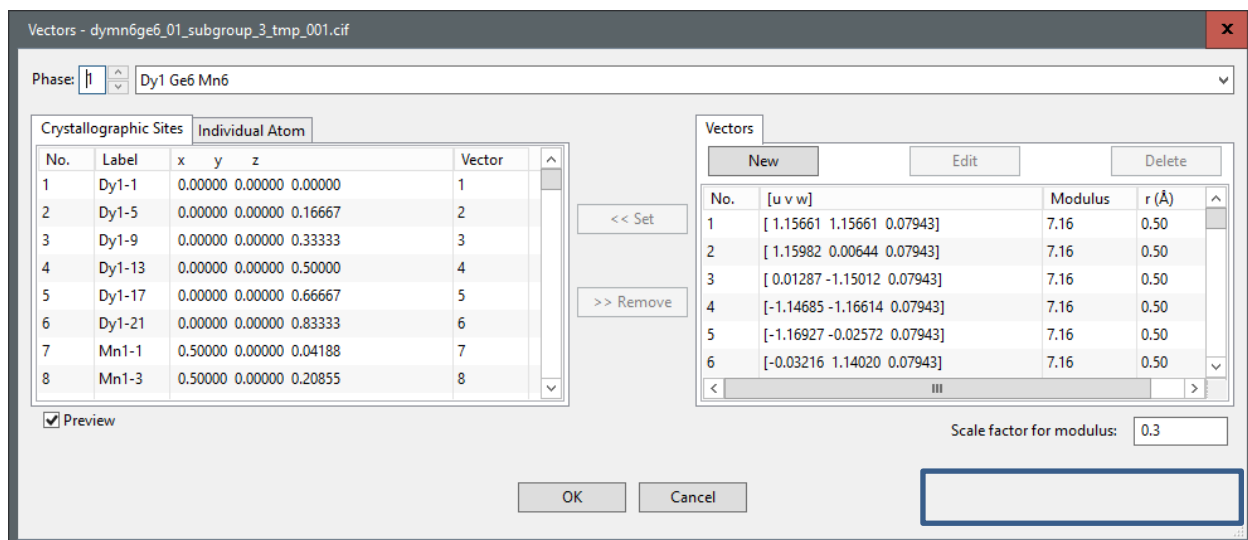 Vectors - dymn6ge6_01_subgroup_3_tmp_001.cif x
Phase: 1 Dy1 Ge6 Mn6
Crystallographic Sites Individual Atom
No. Label x y z Vector
1 Dy1-1 0.00000 0.00000 0.00000 1
2 Dy1-5 0.00000 0.00000 0.16667 2
3 Dy1-9 0.00000 0.00000 0.33333 3
4 Dy1-13 0.00000 0.00000 0.50000 4
5 Dy1-17 0.00000 0.00000 0.66667 5
6 Dy1-21 0.00000 0.00000 0.83333 6
7 Mn1-1 0.50000 0.00000 0.04188 7
8 Mn1-3 0.50000 0.00000 0.20855 8
Preview
<< Set
>> Remove
Vectors
New Edit Delete
No. [u v w] Modulus r (Å)
1 [ 1.15661 1.15661 0.07943] 7.16 0.50
2 [ 1.15982 0.00644 0.07943] 7.16 0.50
3 [ 0.01287 -1.15012 0.07943] 7.16 0.50
4 [-1.14685 -1.16614 0.07943] 7.16 0.50
5 [-1.16927 -0.02572 0.07943] 7.16 0.50
6 [-0.03216 1.14020 0.07943] 7.16 0.50
Scale factor for modulus: 0.3
OK Cancel